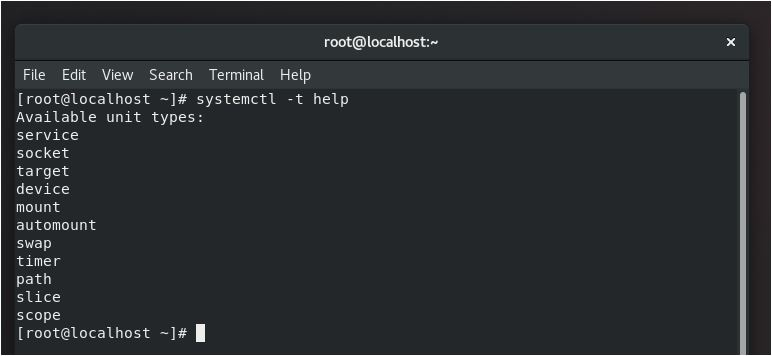 root@localhost:~
×
File Edit View Search Terminal Help
[root@localhost ~]# systemctl -t help
Available unit types:
service
socket
target
device
mount
automount
swap
timer
path
slice
scope
[root@localhost ~]#